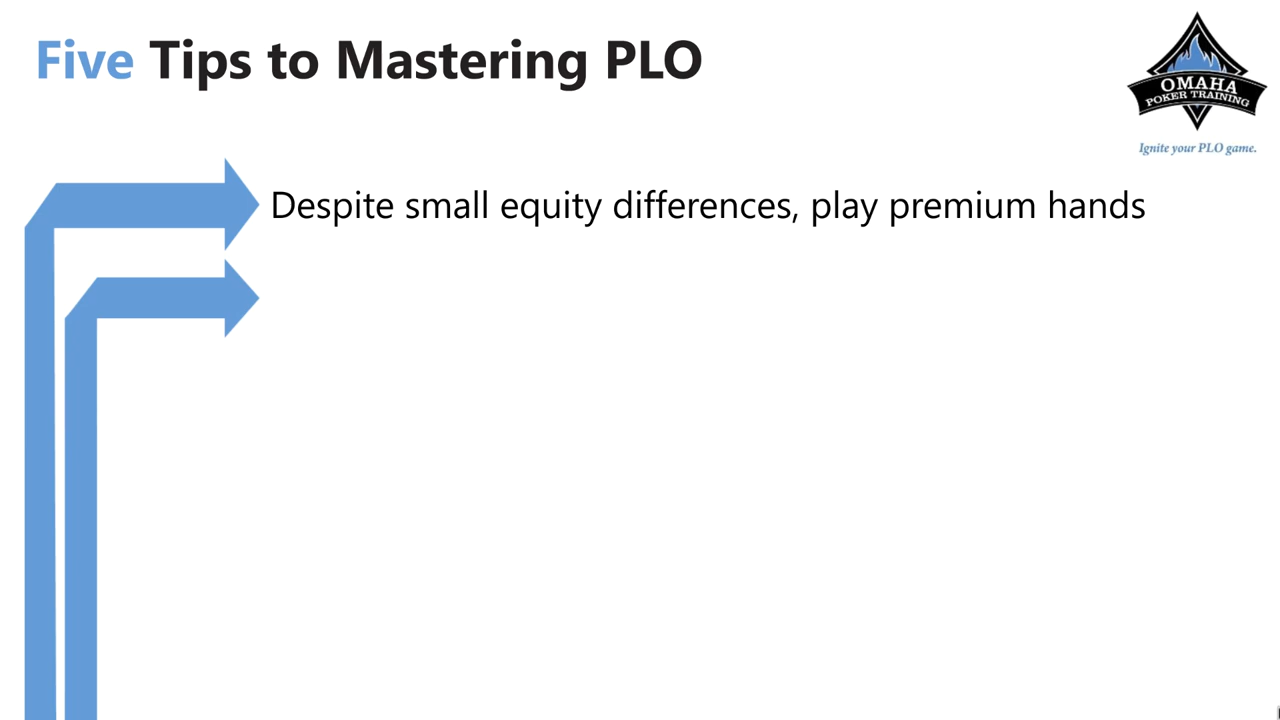 Five Tips to Mastering PLO
OMAHA
POKER TRAINING
Ignite your PLO game.
Despite small equity differences, play premium hands